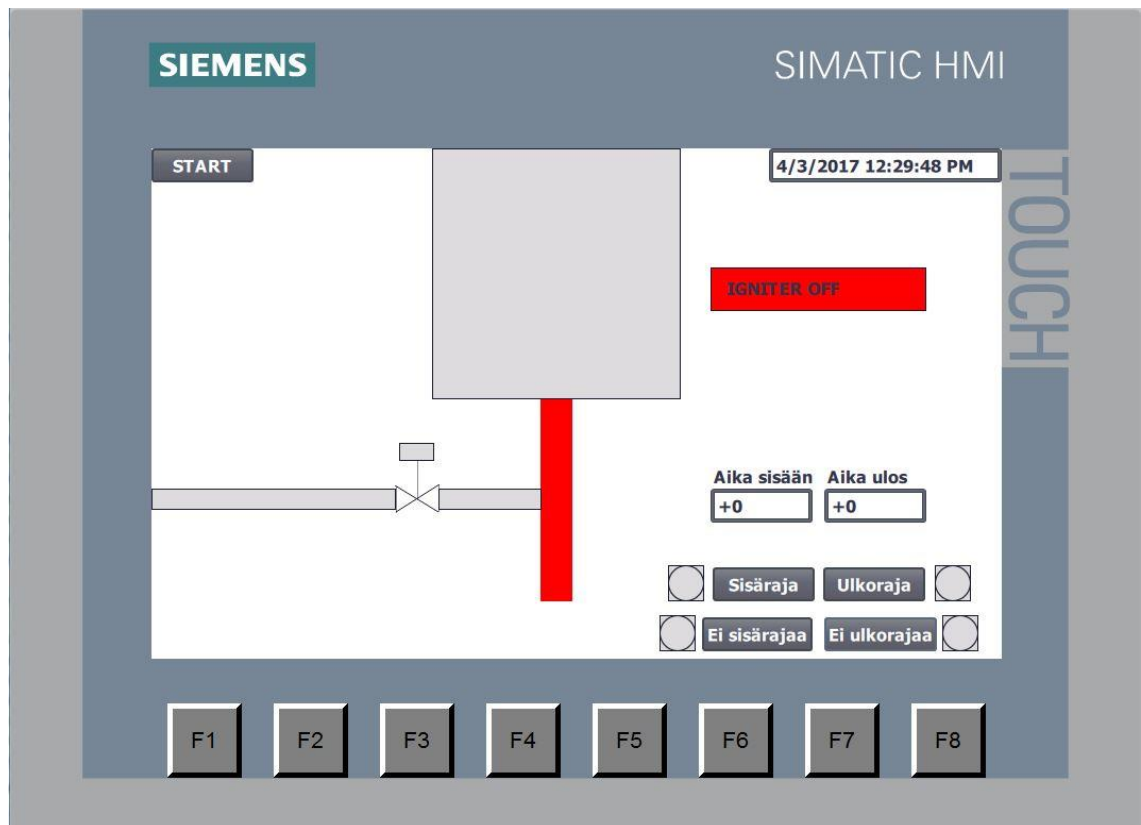 SIEMENS
SIMATIC HMI
TOUCH
START
4/3/2017 12:29:48 PM
IGNITER OFF
Aika sisään Aika ulos
+0 +0
Sisäraja Ulkoraja
Ei sisärajaa Ei ulkorajaa
F1 F2 F3 F4 F5 F6 F7 F8